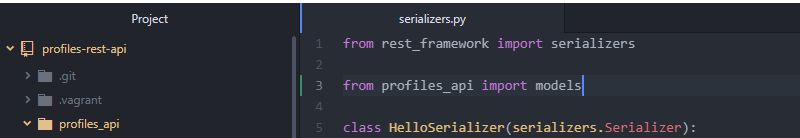 Project
profiles-rest-api
.git
.vagrant
profiles_api
serializers.py
1 from rest_framework import serializers
2
3 from profiles_api import models
4
5 class HelloSerializer(serializers.Serializer):